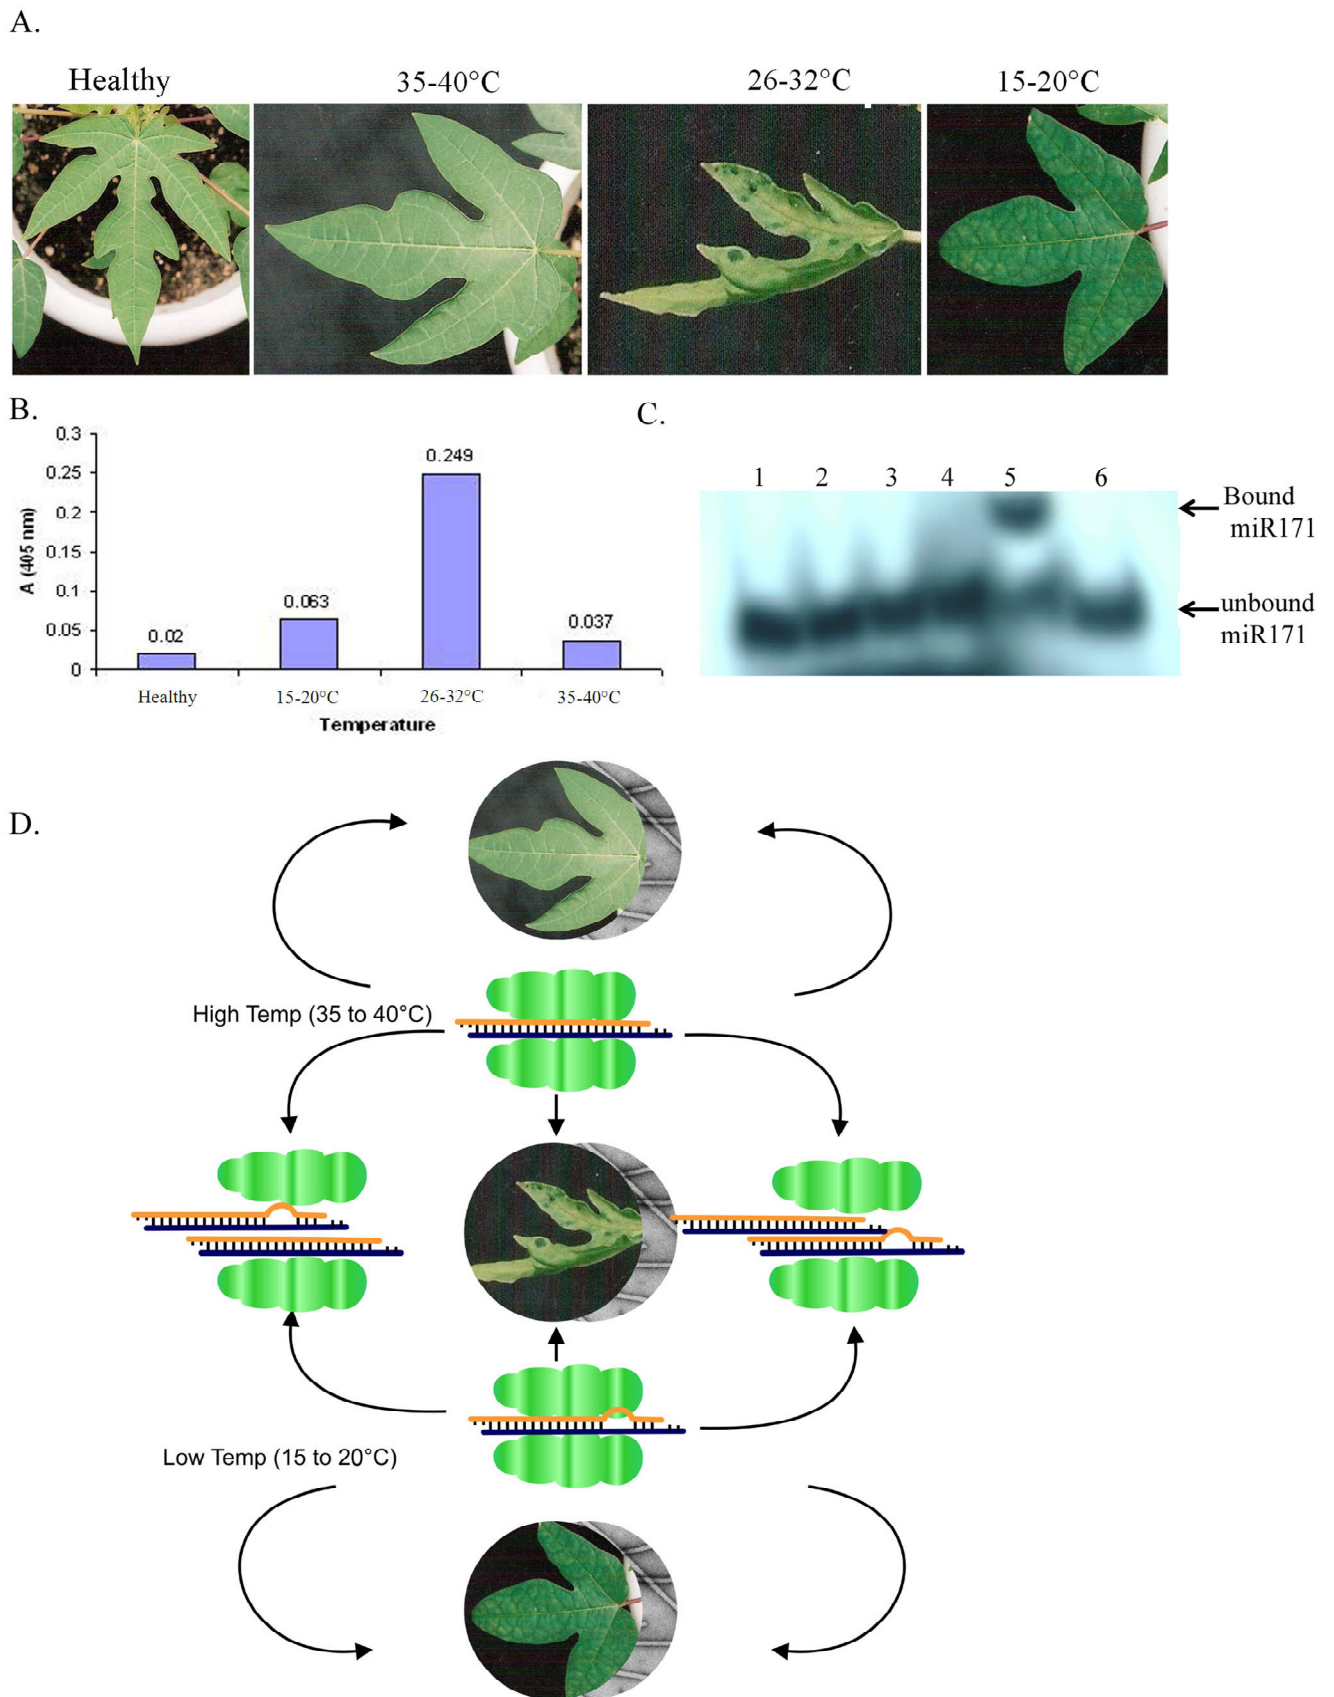 A.
Healthy
35-40°C
26-32°C
15-20°C
B.
0.3
0.25
0.2
0.15
0.1
0.05
0
A (405 nm)
0.02
0.063
0.249
0.037
Healthy
15-20°C
26-32°C
35-40°C
Temperature
C.
1 2 3 4 5 6
Bound
miR171
unbound
miR171
D.
High Temp (35 to 40°C)
Low Temp (15 to 20°C)